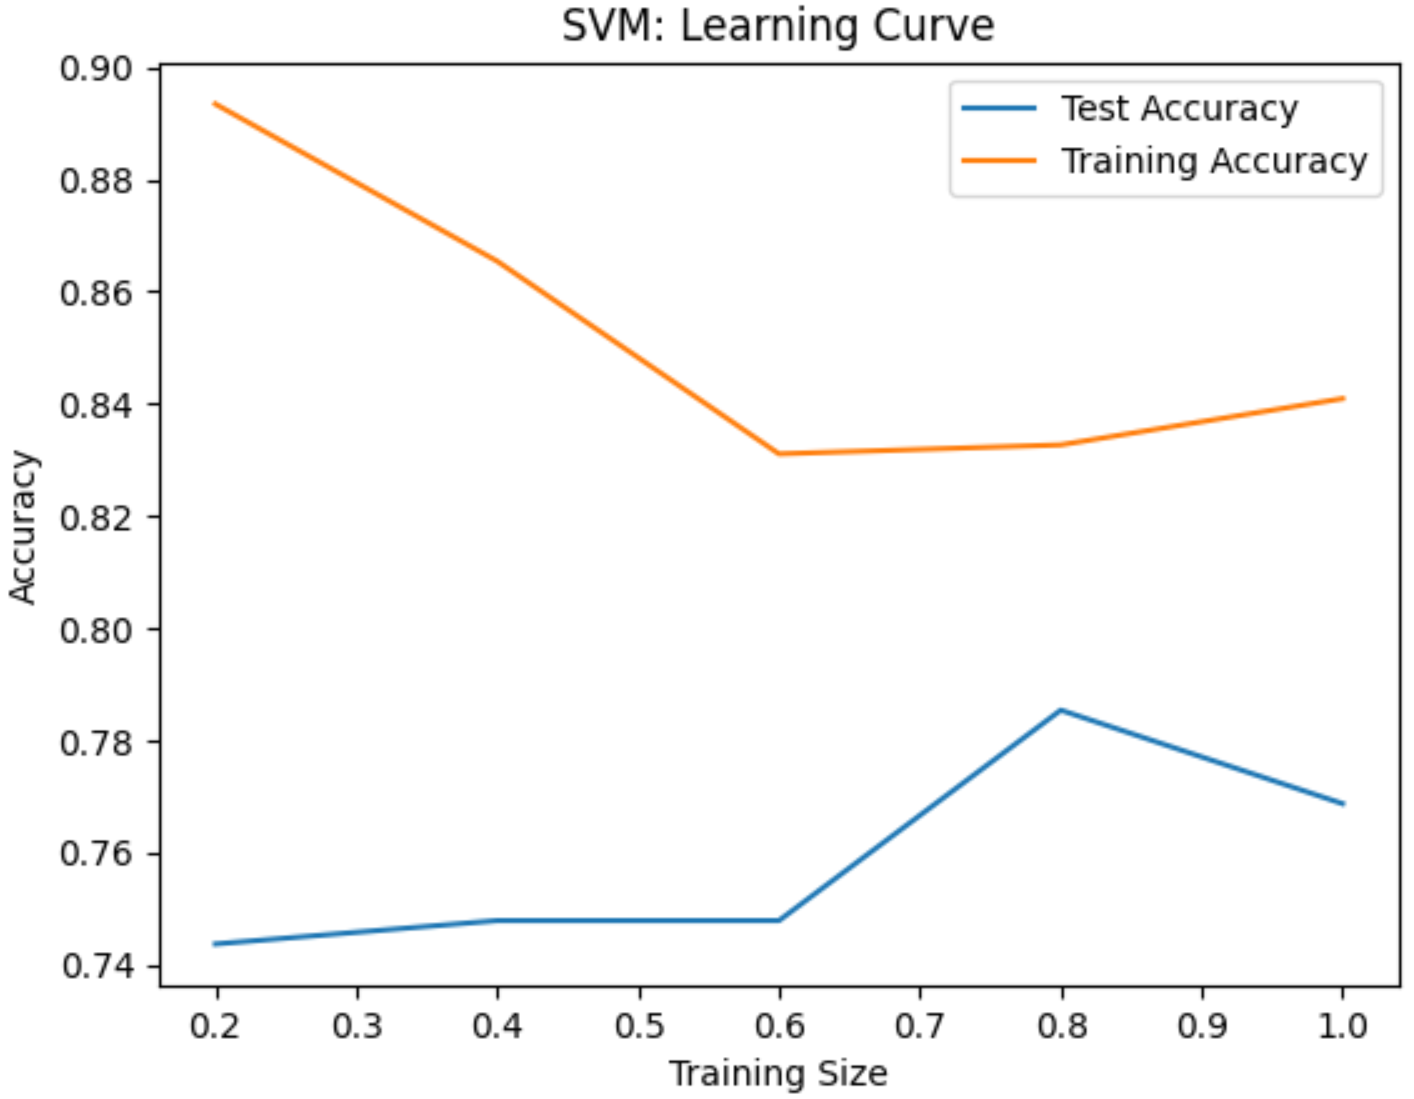 SVM: Learning Curve
Test Accuracy
Training Accuracy
0.90
0.88
0.86
0.84
0.82
0.80
0.78
0.76
0.74
Accuracy
0.2 0.3 0.4 0.5 0.6 0.7 0.8 0.9 1.0
Training Size